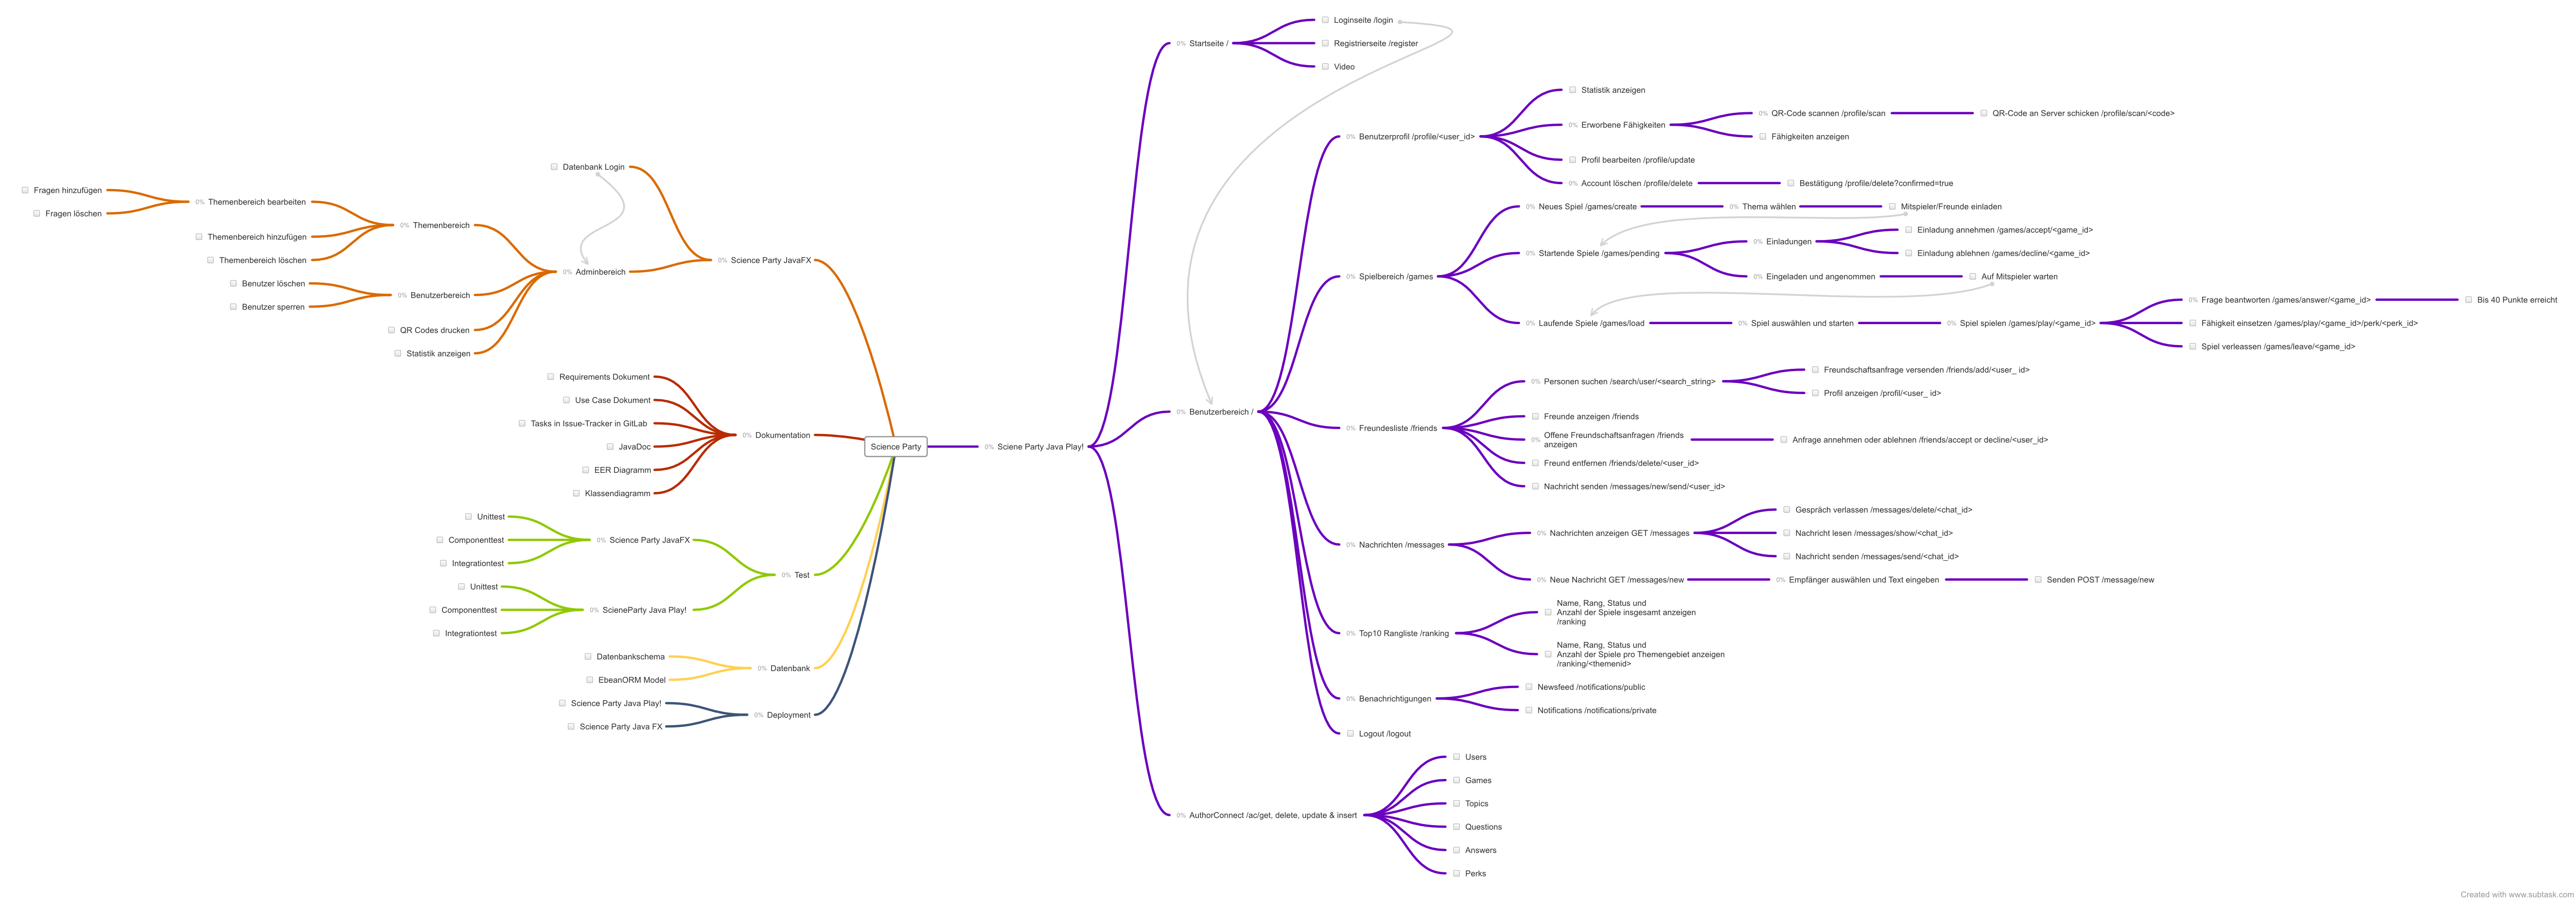 Science Party
0% Sciene Party Java Play!
0% Startseite /
Loginseite /login
Registrierseite /register
Video
0% Benutzerbereich /
0% Benutzerprofil /profile/<user_id>
Statistik anzeigen
0% Erworbene Fähigkeiten
0% QR-Code scannen /profile/scan
QR-Code an Server schicken /profile/scan/<code>
Fähigkeiten anzeigen
Profil bearbeiten /profile/update
0% Account löschen /profile/delete
Bestätigung /profile/delete?confirmed=true
0% Spielbereich /games
0% Neues Spiel /games/create
0% Thema wählen
Mitspieler/Freunde einladen
0% Startende Spiele /games/pending
0% Einladungen
Einladung annehmen /games/accept/<game_id>
Einladung ablehnen /games/decline/<game_id>
0% Eingeladen und angenommen
Auf Mitspieler warten
0% Laufende Spiele /games/load
0% Spiel auswählen und starten
0% Spiel spielen /games/play/<game_id>
0% Frage beantworten /games/answer/<game_id>
Bis 40 Punkte erreicht
Fähigkeit einsetzen /games/play/<game_id>/perk/<perk_id>
Spiel verleassen /games/leave/<game_id>
0% Freundesliste /friends
0% Personen suchen /search/user/<search_string>
Freundschaftsanfrage versenden /friends/add/<user_ id>
Profil anzeigen /profil/<user_ id>
Freunde anzeigen /friends
0% Offene Freundschaftsanfragen /friends
anzeigen
Anfrage annehmen oder ablehnen /friends/accept or decline/<user_id>
Freund entfernen /friends/delete/<user_id>
Nachricht senden /messages/new/send/<user_id>
0% Nachrichten /messages
0% Nachrichten anzeigen GET /messages
Gespräch verlassen /messages/delete/<chat_id>
Nachricht lesen /messages/show/<chat_id>
Nachricht senden /messages/send/<chat_id>
0% Neue Nachricht GET /messages/new
0% Empfänger auswählen und Text eingeben
Senden POST /message/new
0% Top10 Rangliste /ranking
Name, Rang, Status und
Anzahl der Spiele insgesamt anzeigen
/ranking
Name, Rang, Status und
Anzahl der Spiele pro Themengebiet anzeigen
/ranking/<themenid>
0% Benachrichtigungen
Newsfeed /notifications/public
Notifications /notifications/private
Logout /logout
0% AuthorConnect /ac/get, delete, update & insert
Users
Games
Topics
Questions
Answers
Perks
0% Science Party JavaFX
Datenbank Login
0% Adminbereich
0% Themenbereich
0% Themenbereich bearbeiten
Fragen hinzufügen
Fragen löschen
Themenbereich hinzufügen
Themenbereich löschen
0% Benutzerbereich
Benutzer löschen
Benutzer sperren
QR Codes drucken
Statistik anzeigen
0% Dokumentation
Requirements Dokument
Use Case Dokument
Tasks in Issue-Tracker in GitLab
JavaDoc
EER Diagramm
Klassendiagramm
0% Test
0% Science Party JavaFX
Unittest
Componenttest
Integrationtest
0% ScieneParty Java Play!
Unittest
Componenttest
Integrationtest
0% Datenbank
Datenbankschema
EbeanORM Model
0% Deployment
Science Party Java Play!
Science Party Java FX
Created with www.subtask.com